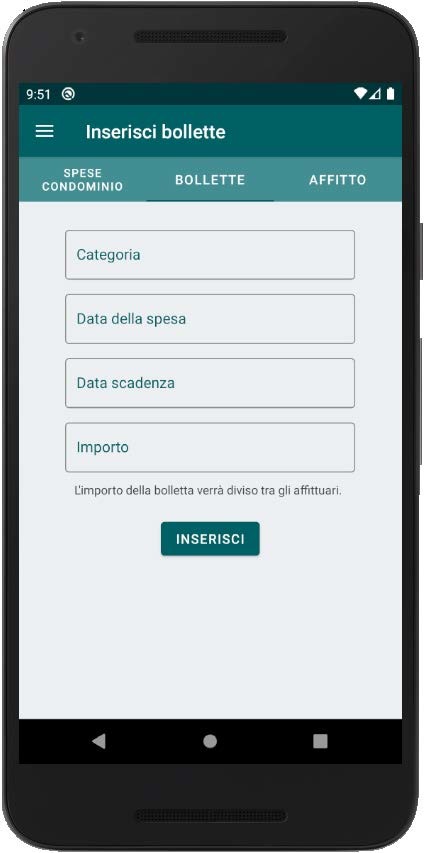 9:51
Inserisci bollette
SPESE
CONDOMINIO
BOLLETTE
AFFITTO
Categoria
Data della spesa
Data scadenza
Importo
L'importo della bolletta verrà diviso tra gli affittuari.
INSERISCI